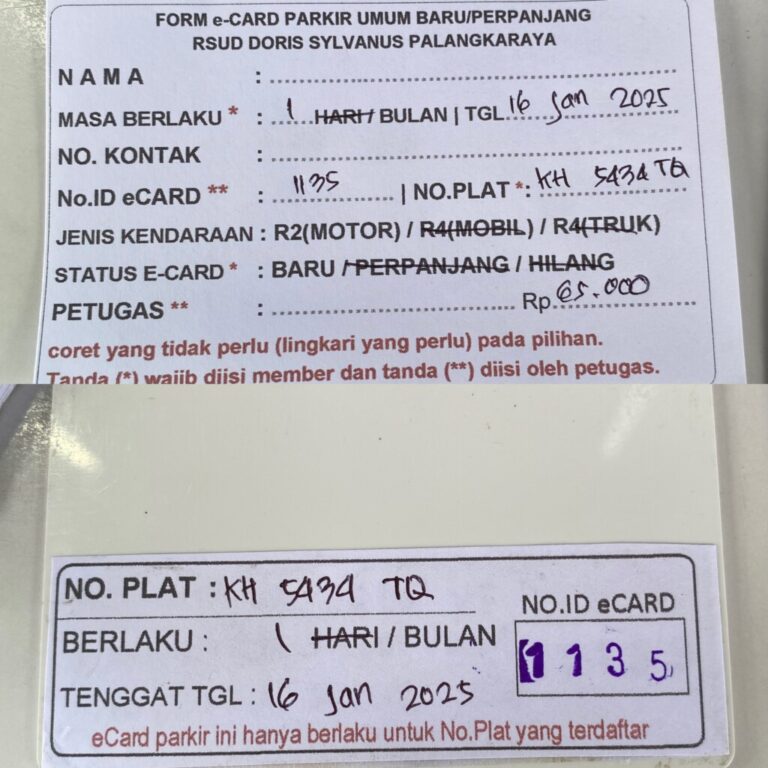 FORM e-CARD PARKIR UMUM BARU/PERPANJANG
RSUD DORIS SYLVANUS PALANGKARAYA
NAMA :
MASA BERLAKU * : 1 HARI / BULAN | TGL. 16 Jan 2025
NO. KONTAK :
No.ID eCARD ** : 1135 | NO.PLAT *: KH 5434 TQ
JENIS KENDARAAN : R2(MOTOR) / R4(MOBIL) / R4(TRUK)
STATUS E-CARD * : BARU / PERPANJANG / HILANG
PETUGAS ** : Rp. 65.000
coret yang tidak perlu (lingkari yang perlu) pada pilihan.
Tanda (*) wajib diisi member dan tanda (**) diisi oleh petugas.
NO. PLAT : KH 5434 TQ
NO.ID eCARD
BERLAKU : 1 HARI / BULAN
1135
TENGGAT TGL : 16 Jan 2025
eCard parkir ini hanya berlaku untuk No.Plat yang terdaftar